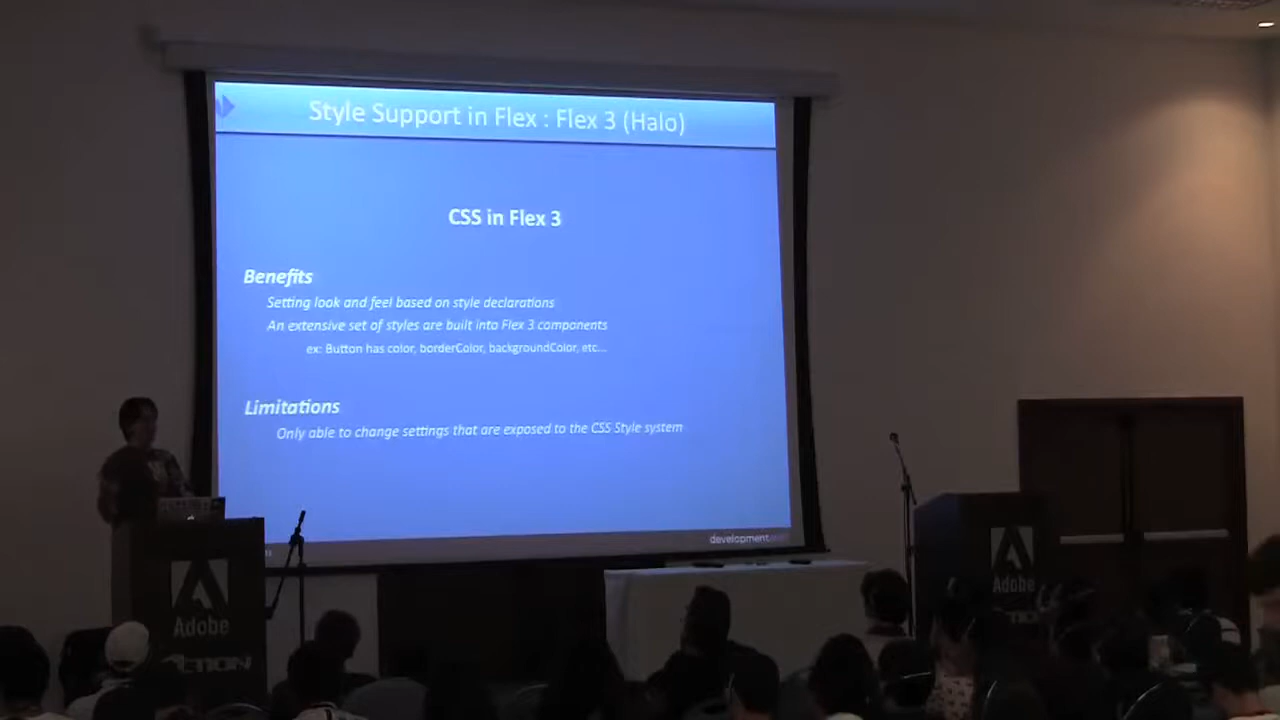 Style Support in Flex : Flex 3 (Halo)
CSS in Flex 3
Benefits
Setting look and feel based on style declarations
An extensive set of styles are built into Flex 3 components
ex: Button has color, borderColor, backgroundColor, etc...
Limitations
Only able to change settings that are exposed to the CSS Style system
development
Adobe
ACTION
Adobe